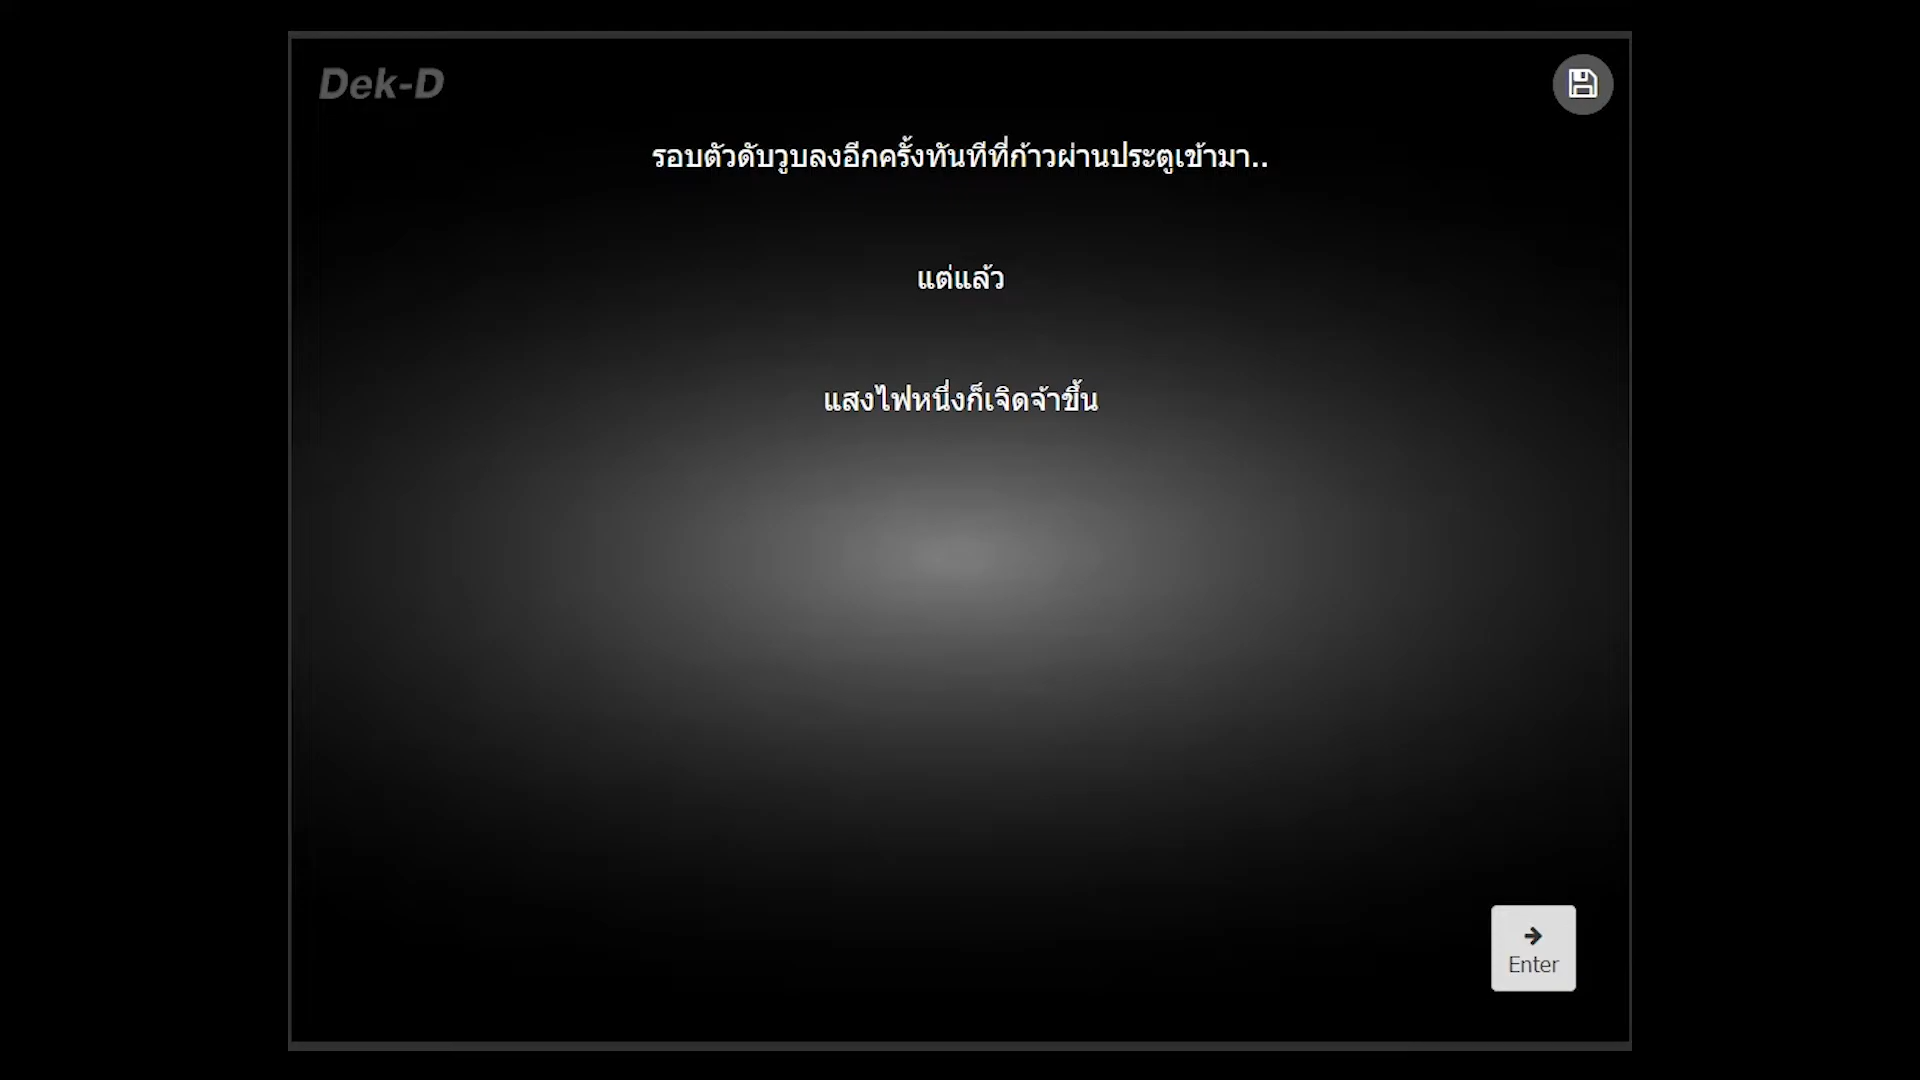 Dek-D
รอบตัวดับวูบลงอีกครั้งทันทีที่ก้าวผ่านประตูเข้ามา..
แต่แล้ว
แสงไฟหนึ่งก็เจิดจ้าขึ้น
Enter